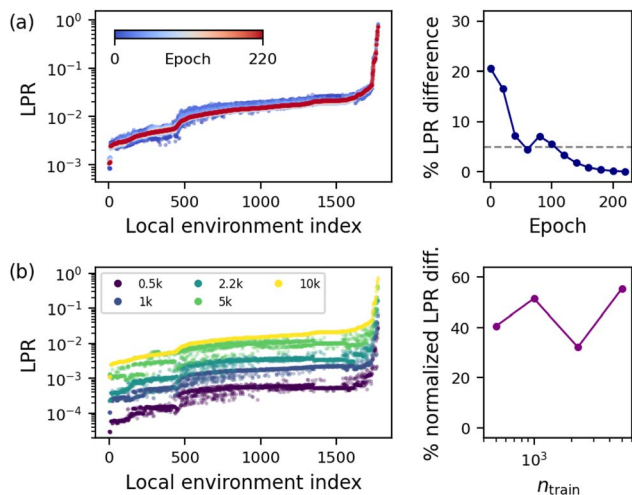 (a)
LPR
10⁰
10⁻¹
10⁻²
10⁻³
0 Epoch 220
0 500 1000 1500
Local environment index
% LPR difference
30
20
10
0
0 100 200
Epoch
(b)
LPR
10⁰
10⁻¹
10⁻²
10⁻³
10⁻⁴
0.5k 2.2k 10k
1k 5k
0 500 1000 1500
Local environment index
% normalized LPR diff.
60
40
20
0
10³
n_train